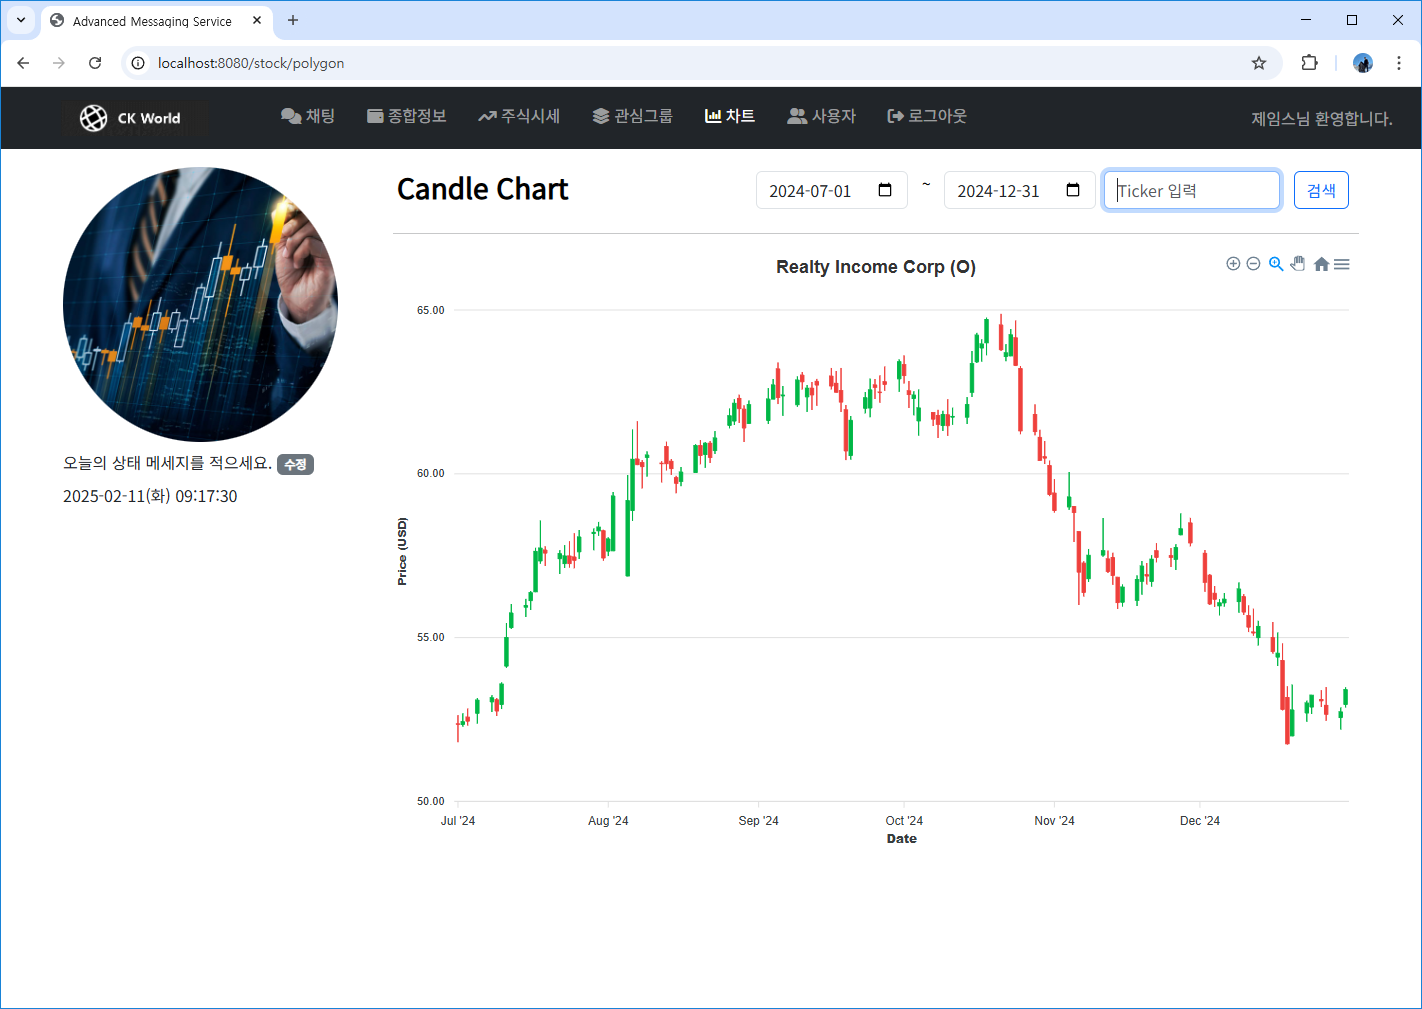 Advanced Messaging Service
localhost:8080/stock/polygon
CK World
채팅
종합정보
주식시세
관심그룹
차트
사용자
로그아웃
제임스님 환영합니다.
Candle Chart
2024-07-01
~
2024-12-31
Ticker 입력
검색
오늘의 상태 메세지를 적으세요. 수정
2025-02-11(화) 09:17:30
Realty Income Corp (O)
65.00
60.00
55.00
50.00
Price (USD)
Jul '24
Aug '24
Sep '24
Oct '24
Nov '24
Dec '24
Date